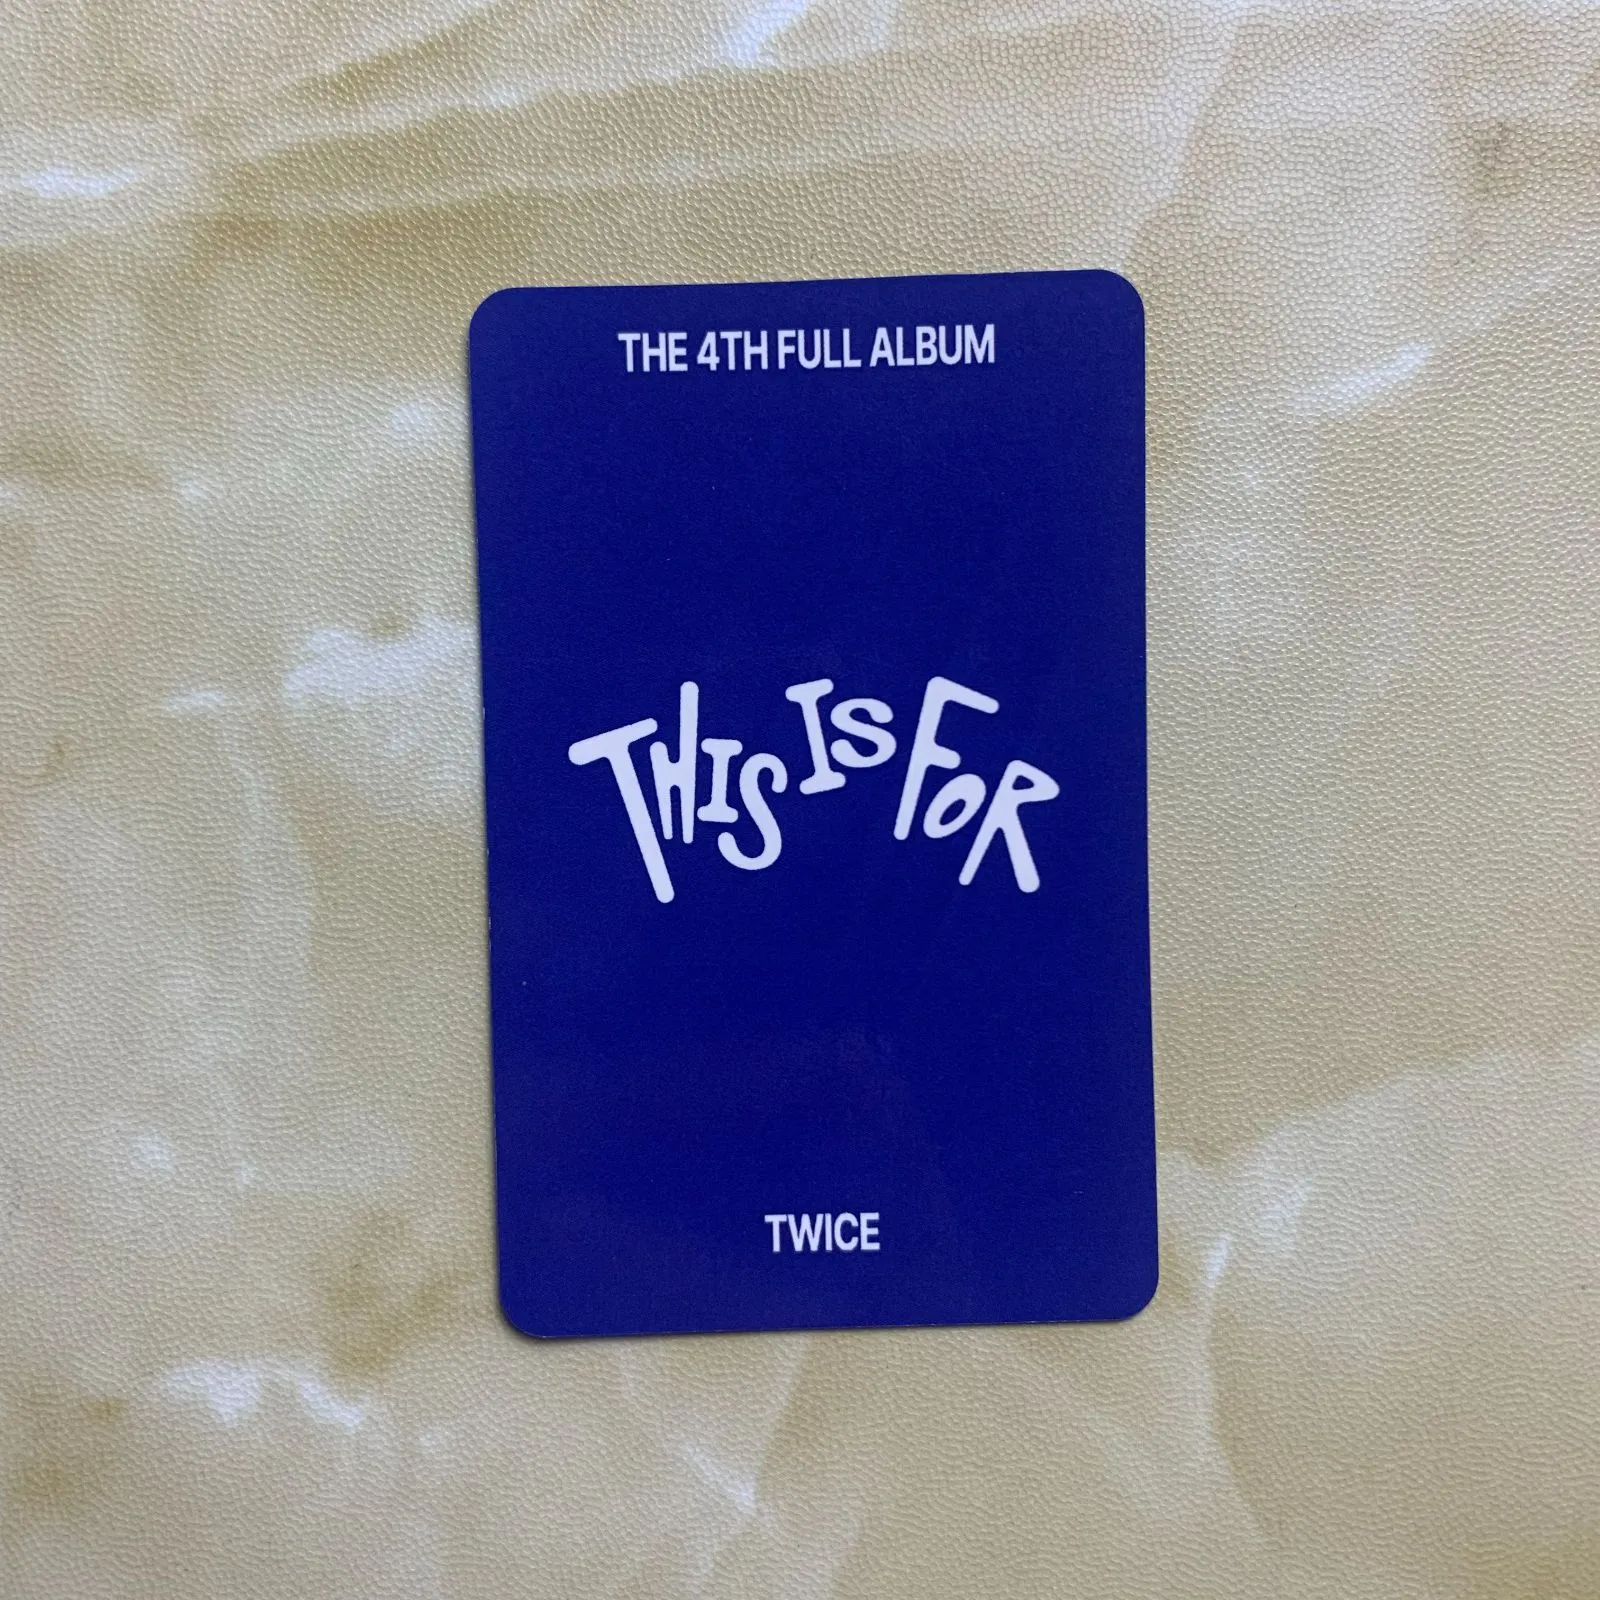 THE 4TH FULL ALBUM
THIS IS FOR
TWICE